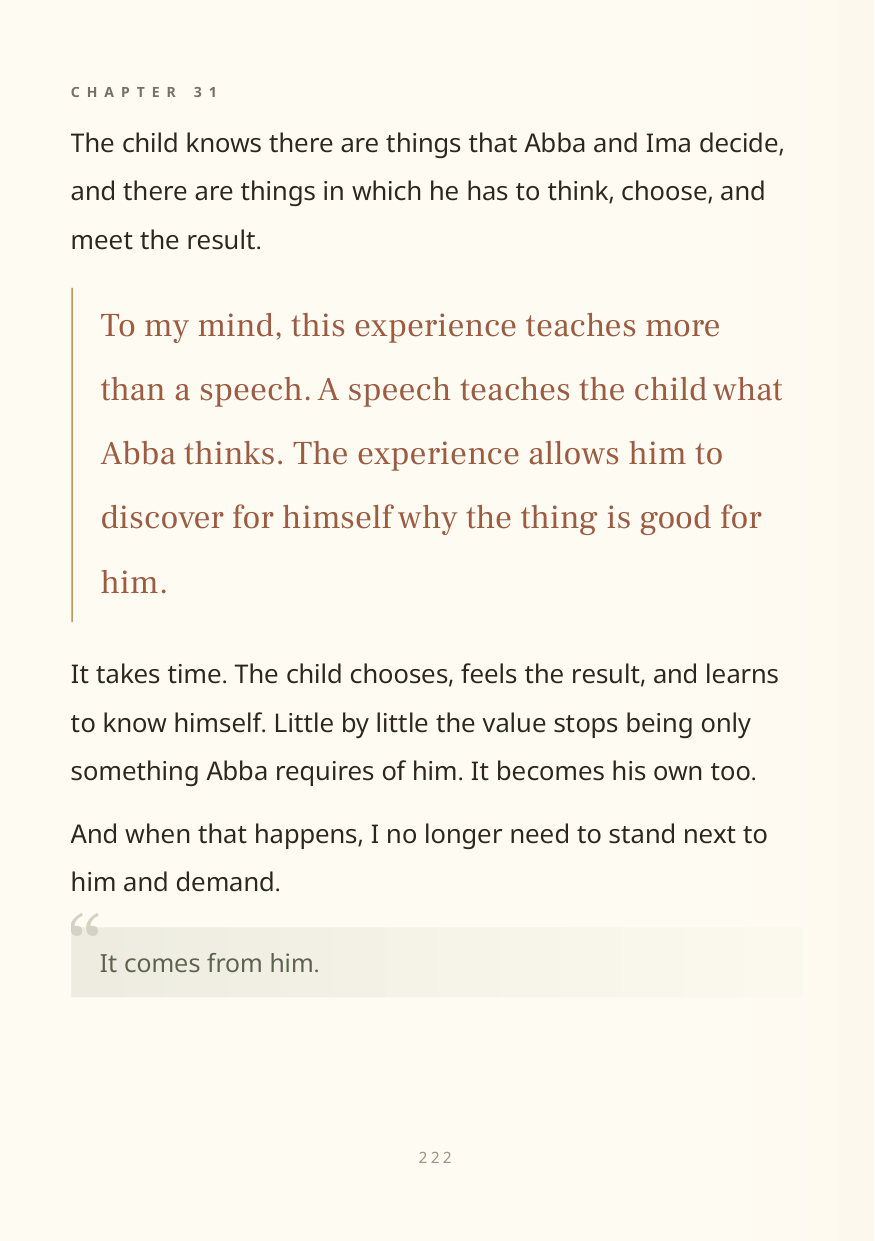 CHAPTER 31
The child knows there are things that Abba and Ima decide,
and there are things in which he has to think, choose, and
meet the result.
To my mind, this experience teaches more
than a speech. A speech teaches the child what
Abba thinks. The experience allows him to
discover for himself why the thing is good for
him.
It takes time. The child chooses, feels the result, and learns
to know himself. Little by little the value stops being only
something Abba requires of him. It becomes his own too.
And when that happens, I no longer need to stand next to
him and demand.
“
It comes from him.
222